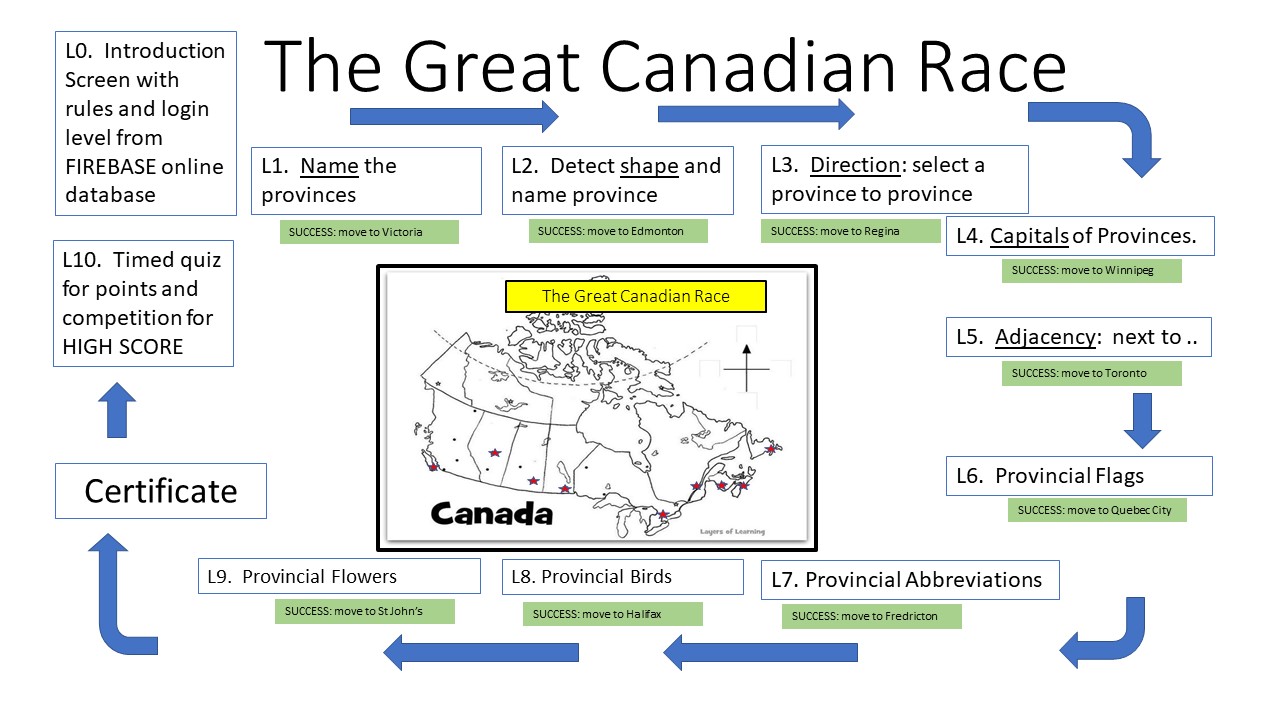 The Great Canadian Race
L0. Introduction
Screen with
rules and login
level from
FIREBASE online
database
L1. Name the
provinces
SUCCESS: move to Victoria
L2. Detect shape and
name province
SUCCESS: move to Edmonton
L3. Direction: select a
province to province
SUCCESS: move to Regina
L4. Capitals of Provinces.
SUCCESS: move to Winnipeg
L5. Adjacency: next to ..
SUCCESS: move to Toronto
L6. Provincial Flags
SUCCESS: move to Quebec City
L7. Provincial Abbreviations
SUCCESS: move to Fredricton
L8. Provincial Birds
SUCCESS: move to Halifax
L9. Provincial Flowers
SUCCESS: move to St John’s
Certificate
L10. Timed quiz
for points and
competition for
HIGH SCORE
The Great Canadian Race
Canada
Layers of Learning